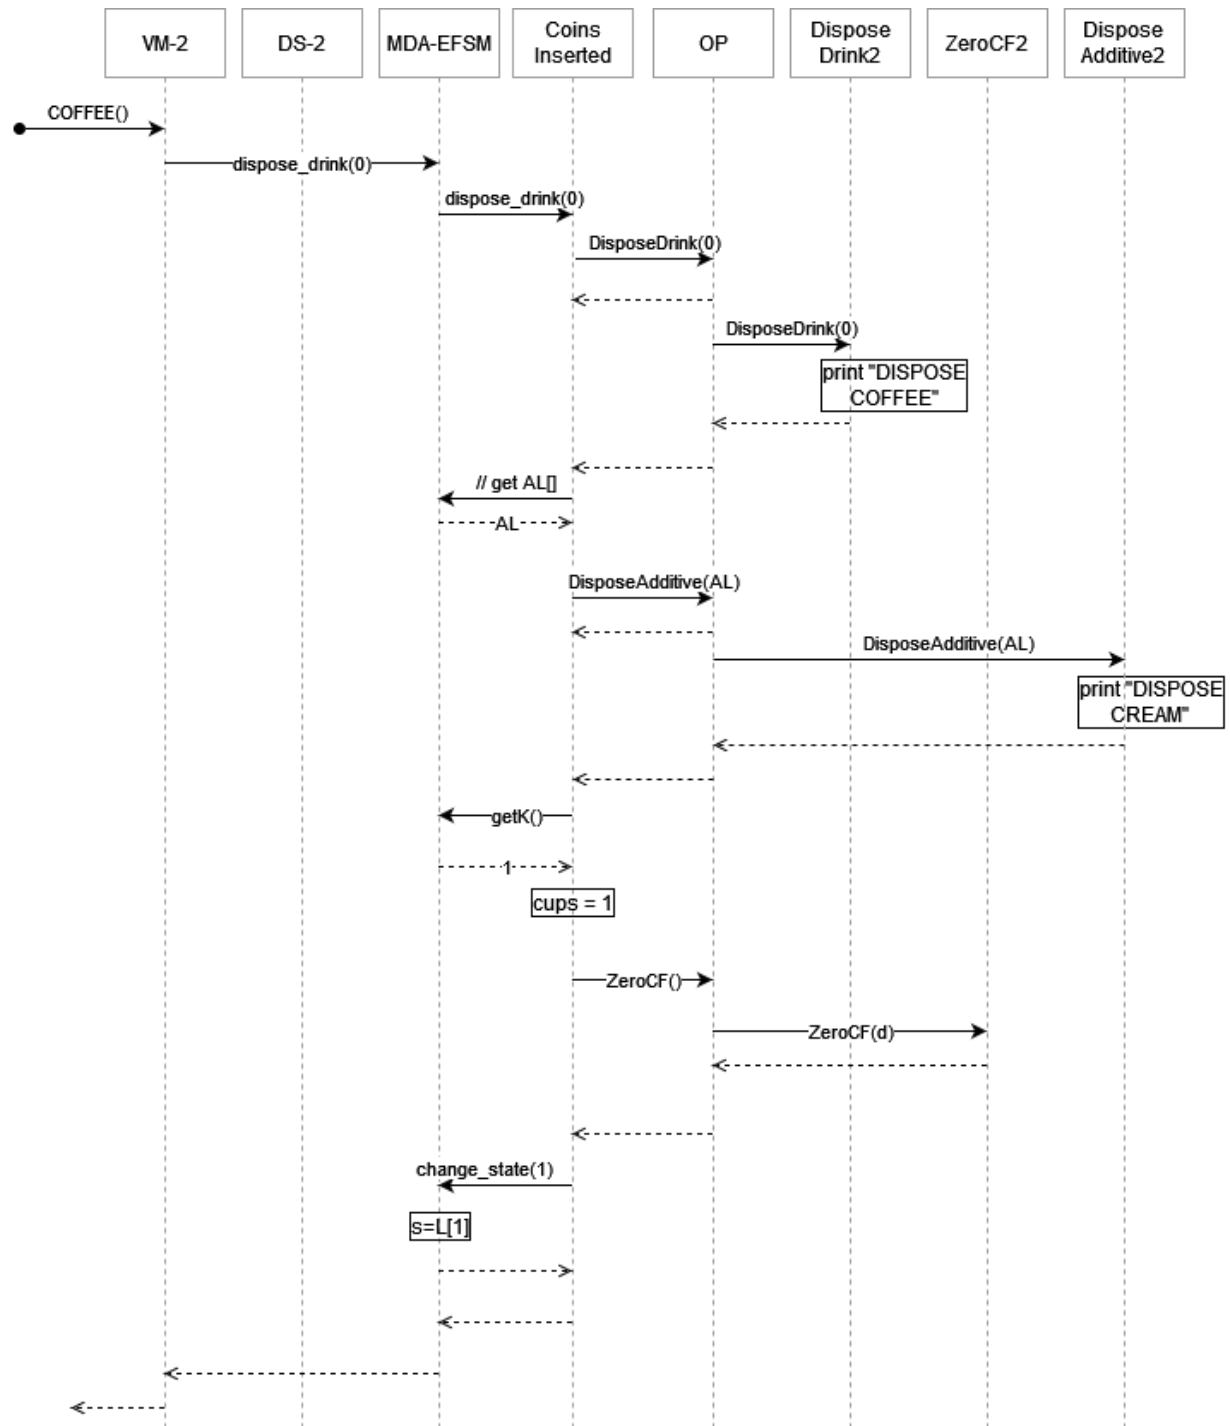 VM-2
DS-2
MDA-EFSM
Coins
Inserted
OP
Dispose
Drink2
ZeroCF2
Dispose
Additive2
COFFEE()
dispose_drink(0)
dispose_drink(0)
DisposeDrink(0)
DisposeDrink(0)
print "DISPOSE
COFFEE"
// get AL[]
AL
DisposeAdditive(AL)
DisposeAdditive(AL)
print "DISPOSE
CREAM"
getK()
1
cups = 1
ZeroCF()
ZeroCF(d)
change_state(1)
s=L[1]